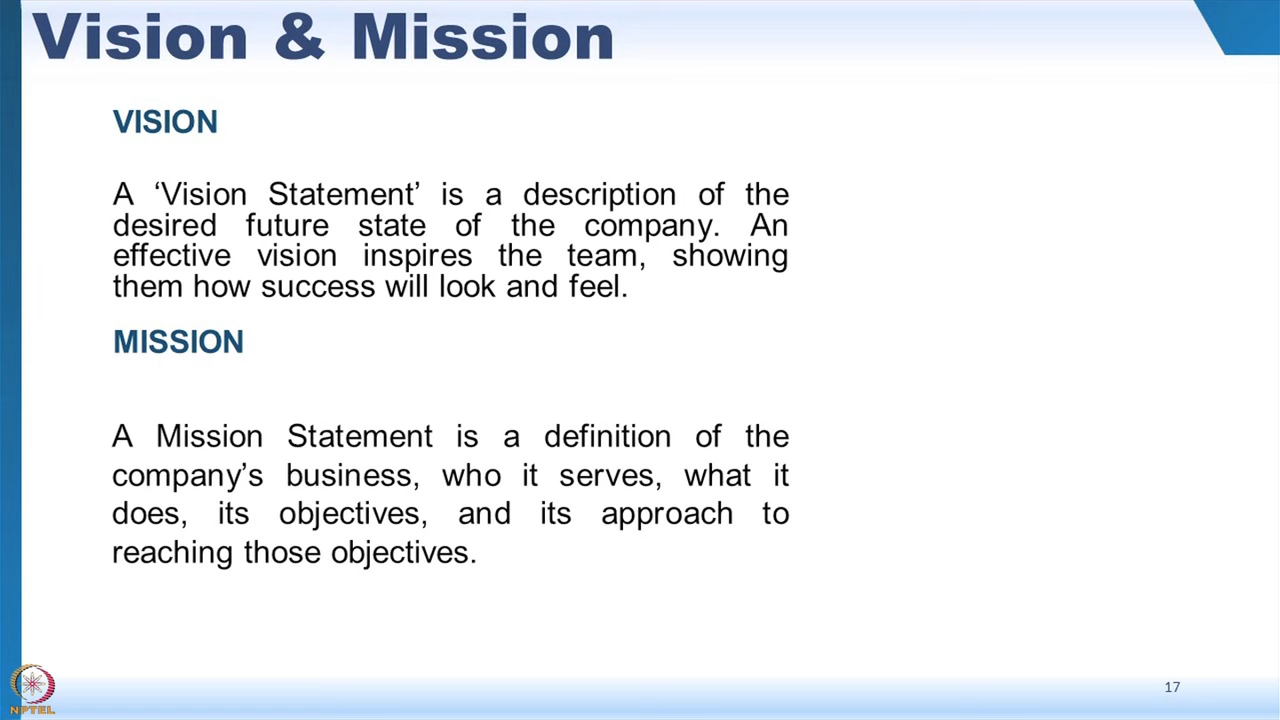 Vision & Mission
VISION
A ‘Vision Statement’ is a description of the
desired future state of the company. An
effective vision inspires the team, showing
them how success will look and feel.
MISSION
A Mission Statement is a definition of the
company’s business, who it serves, what it
does, its objectives, and its approach to
reaching those objectives.
NPTEL
17